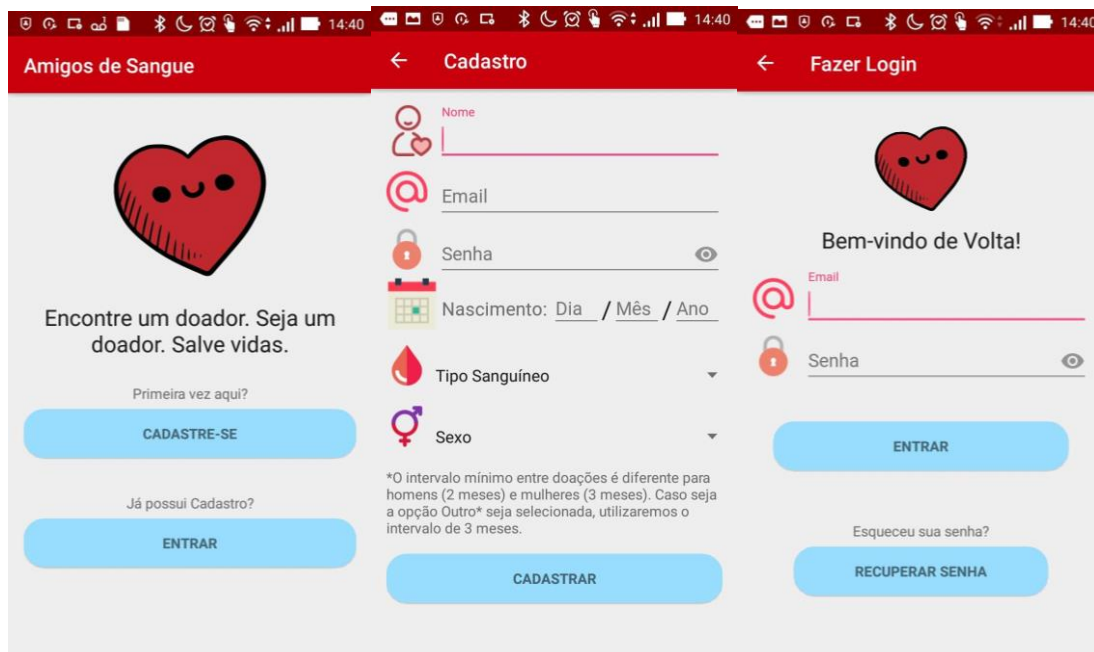 14:40
Amigos de Sangue
Encontre um doador. Seja um
doador. Salve vidas.
Primeira vez aqui?
CADASTRE-SE
Já possui Cadastro?
ENTRAR
14:40
Cadastro
Nome
Email
Senha
Nascimento: Dia / Mês / Ano
Tipo Sanguíneo
Sexo
*O intervalo mínimo entre doações é diferente para
homens (2 meses) e mulheres (3 meses). Caso seja
a opção Outro* seja selecionada, utilizaremos o
intervalo de 3 meses.
CADASTRAR
14:40
Fazer Login
Bem-vindo de Volta!
Email
Senha
ENTRAR
Esqueceu sua senha?
RECUPERAR SENHA